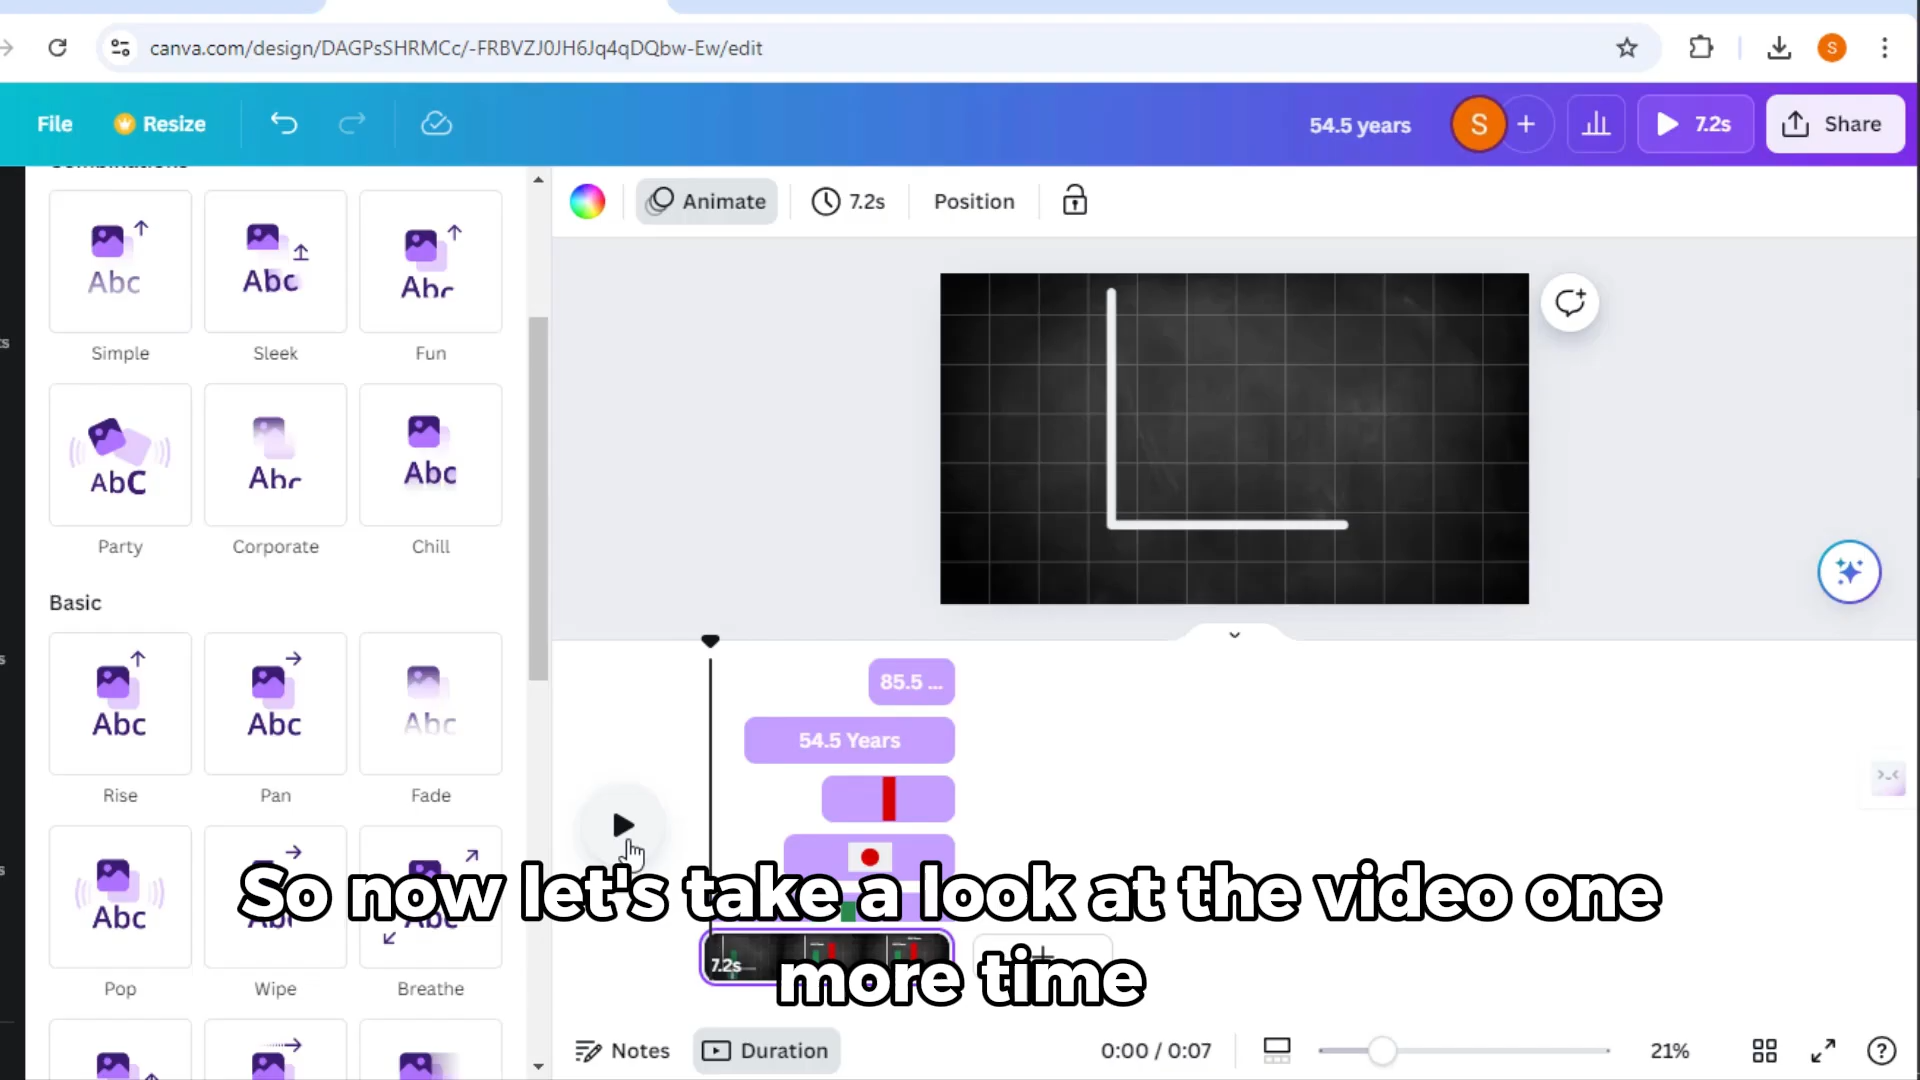 canva.com/design/DAGPsSHRMCc/-FRBVZJ0JH6Jq4qDQbw-Ew/edit
S
File
Resize
54.5 years
S
7.2s
Share
Animate
7.2s
Position
Abc
Abc
Abc
Simple
Sleek
Fun
AbC
Abc
Abc
Party
Corporate
Chill
Basic
Abc
Abc
Abc
Rise
Pan
Fade
Abc
Abc
Abc
Pop
Wipe
Breathe
85.5 ...
54.5 Years
7.2s
So now let's take a look at the video one
more time
Notes
Duration
0:00 / 0:07
21%